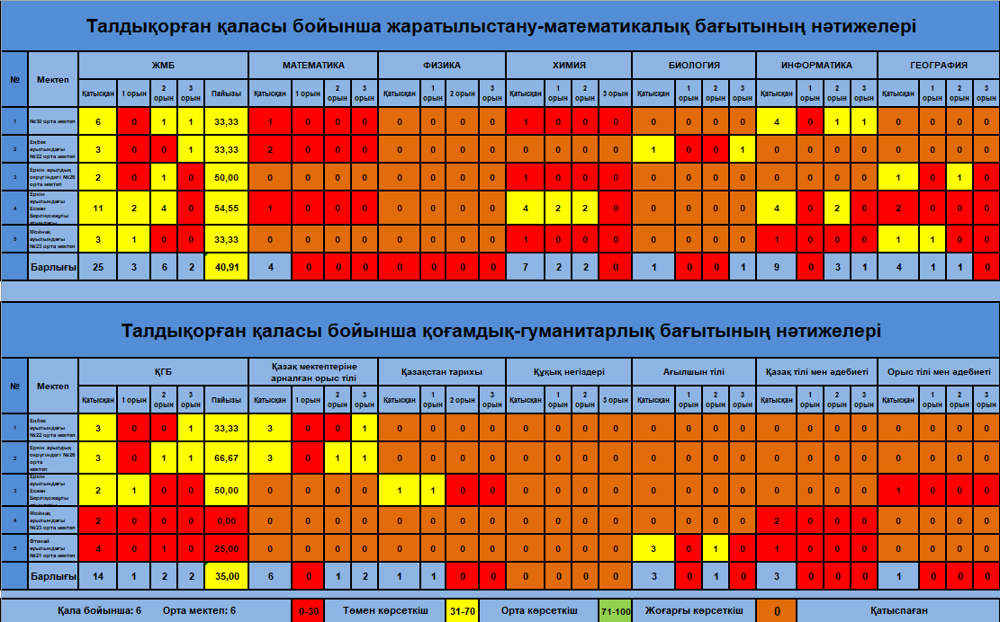 Талдықорған қаласы бойынша жаратылыстану-математикалық бағытының нәтижелері
№ Мектеп ЖМБ МАТЕМАТИКА ФИЗИКА ХИМИЯ БИОЛОГИЯ ИНФОРМАТИКА ГЕОГРАФИЯ
Қатысқан 1 орын 2 орын 3 орын Пайызы Қатысқан 1 орын 2 орын 3 орын Қатысқан 1 орын 2 орын 3 орын Қатысқан 1 орын 2 орын 3 орын Қатысқан 1 орын 2 орын 3 орын Қатысқан 1 орын 2 орын 3 орын Қатысқан 1 орын 2 орын 3 орын
1 №30 орта мектеп 6 0 1 1 33,33 1 0 0 0 0 0 0 0 1 0 0 0 0 0 0 0 4 0 1 1 0 0 0 0
2 Еңбек ауылындағы №22 орта мектеп 3 0 0 1 33,33 2 0 0 0 0 0 0 0 0 0 0 0 1 0 0 1 0 0 0 0 0 0 0 0
3 Еркін ауылдық округіндегі №26 орта мектеп 2 0 1 0 50,00 0 0 0 0 0 0 0 0 1 0 0 0 0 0 0 0 0 0 0 0 1 0 1 0
4 Еркін ауылындағы Есжан Берліқожаұлы 11 2 4 0 54,55 1 0 0 0 0 0 0 0 4 2 2 0 0 0 0 0 4 0 2 0 2 0 0 0
5 Мойнақ ауылындағы №23 орта мектеп 3 1 0 0 33,33 0 0 0 0 0 0 0 0 1 0 0 0 0 0 0 0 1 0 0 0 1 1 0 0
Барлығы 25 3 6 2 40,91 4 0 0 0 0 0 0 0 7 2 2 0 1 0 0 1 9 0 3 1 4 1 1 0
Талдықорған қаласы бойынша қоғамдық-гуманитарлық бағытының нәтижелері
№ Мектеп ҚГБ Қазақ мектептеріне арналған орыс тілі Қазақстан тарихы Құқық негіздері Ағылшын тілі Қазақ тілі мен әдебиеті Орыс тілі мен әдебиеті
Қатысқан 1 орын 2 орын 3 орын Пайызы Қатысқан 1 орын 2 орын 3 орын Қатысқан 1 орын 2 орын 3 орын Қатысқан 1 орын 2 орын 3 орын Қатысқан 1 орын 2 орын 3 орын Қатысқан 1 орын 2 орын 3 орын Қатысқан 1 орын 2 орын 3 орын
1 Еңбек ауылындағы №22 орта мектеп 3 0 0 1 33,33 3 0 0 1 0 0 0 0 0 0 0 0 0 0 0 0 0 0 0 0 0 0 0 0
2 Еркін ауылдық округіндегі №26 орта мектеп 3 0 1 1 66,67 3 0 1 1 0 0 0 0 0 0 0 0 0 0 0 0 0 0 0 0 0 0 0 0
3 Еркін ауылындағы Есжан Берліқожаұлы 2 1 0 0 50,00 0 0 0 0 1 1 0 0 0 0 0 0 0 0 0 0 0 0 0 0 1 0 0 0
4 Мойнақ ауылындағы №23 орта мектеп 2 0 0 0 0,00 0 0 0 0 0 0 0 0 0 0 0 0 0 0 0 0 2 0 0 0 0 0 0 0
5 Өтенай ауылындағы №21 орта мектеп 4 0 1 0 25,00 0 0 0 0 0 0 0 0 0 0 0 0 3 0 1 0 1 0 0 0 0 0 0 0
Барлығы 14 1 2 2 35,00 6 0 1 2 1 1 0 0 0 0 0 0 3 0 1 0 3 0 0 0 1 0 0 0
Қала бойынша: 6 Орта мектеп: 6 0-30 Төмен көрсеткіш 31-70 Орта көрсеткіш 71-100 Жоғарғы көрсеткіш 0 Қатыспаған